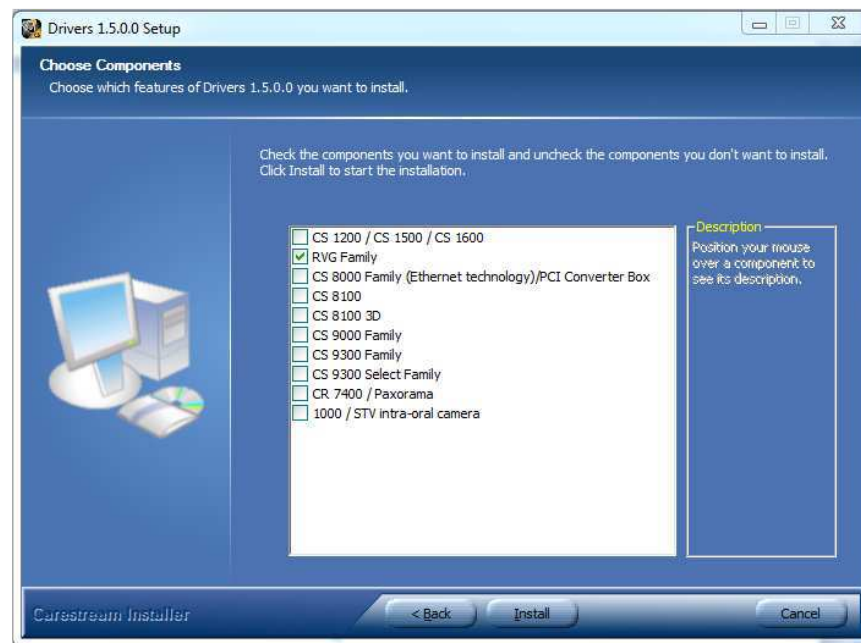 Drivers 1.5.0.0 Setup
Choose Components
Choose which features of Drivers 1.5.0.0 you want to install.
Check the components you want to install and uncheck the components you don't want to install.
Click Install to start the installation.
CS 1200 / CS 1500 / CS 1600
RVG Family
CS 8000 Family (Ethernet technology)/PCI Converter Box
CS 8100
CS 8100 3D
CS 9000 Family
CS 9300 Family
CS 9300 Select Family
CR 7400 / Paxorama
1000 / STV intra-oral camera
Description
Position your mouse
over a component to
see its description.
Carestream Installer
< Back
Install
Cancel